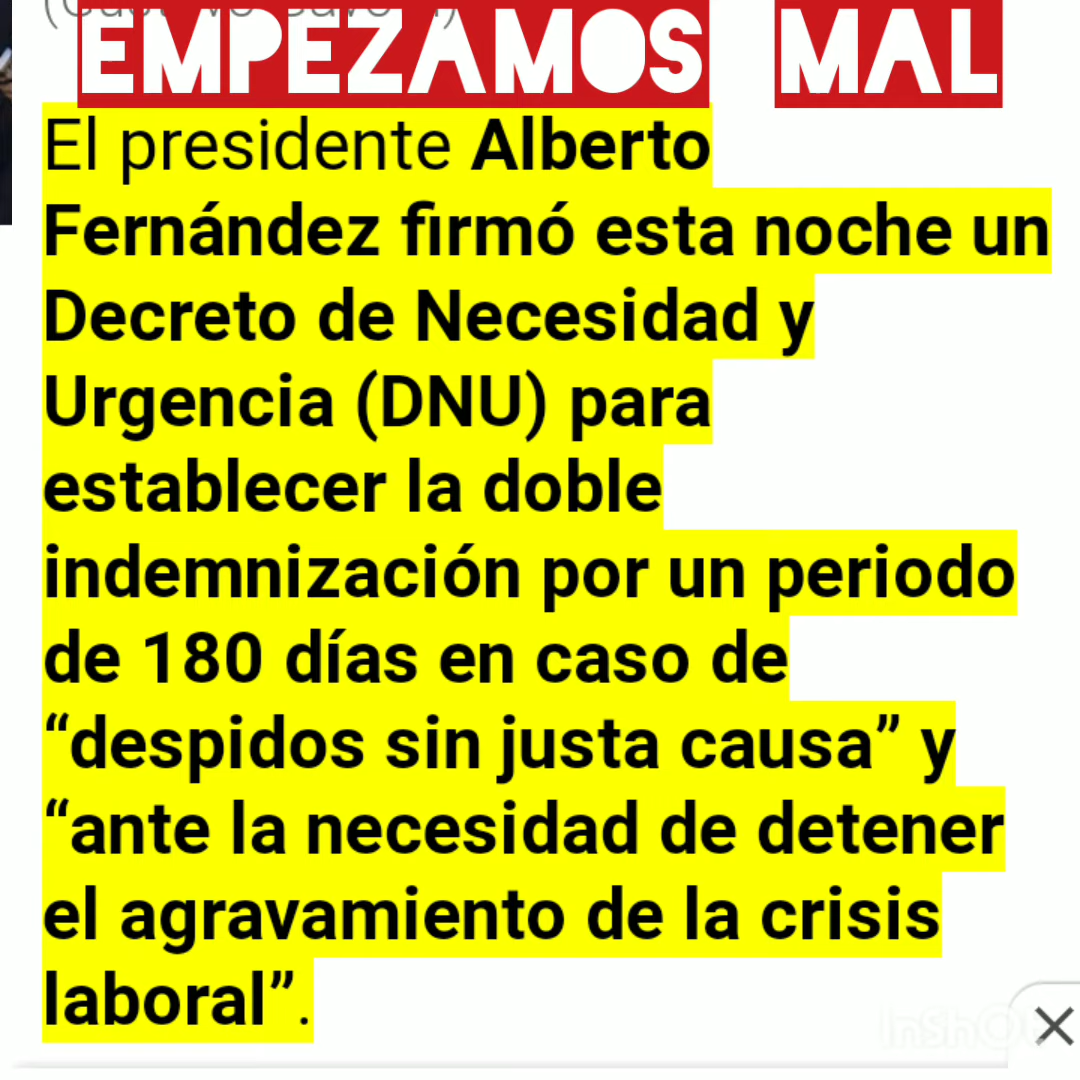 EMPEZAMOS MAL
El presidente Alberto
Fernández firmó esta noche un
Decreto de Necesidad y
Urgencia (DNU) para
establecer la doble
indemnización por un periodo
de 180 días en caso de
“despidos sin justa causa” y
“ante la necesidad de detener
el agravamiento de la crisis
laboral”.